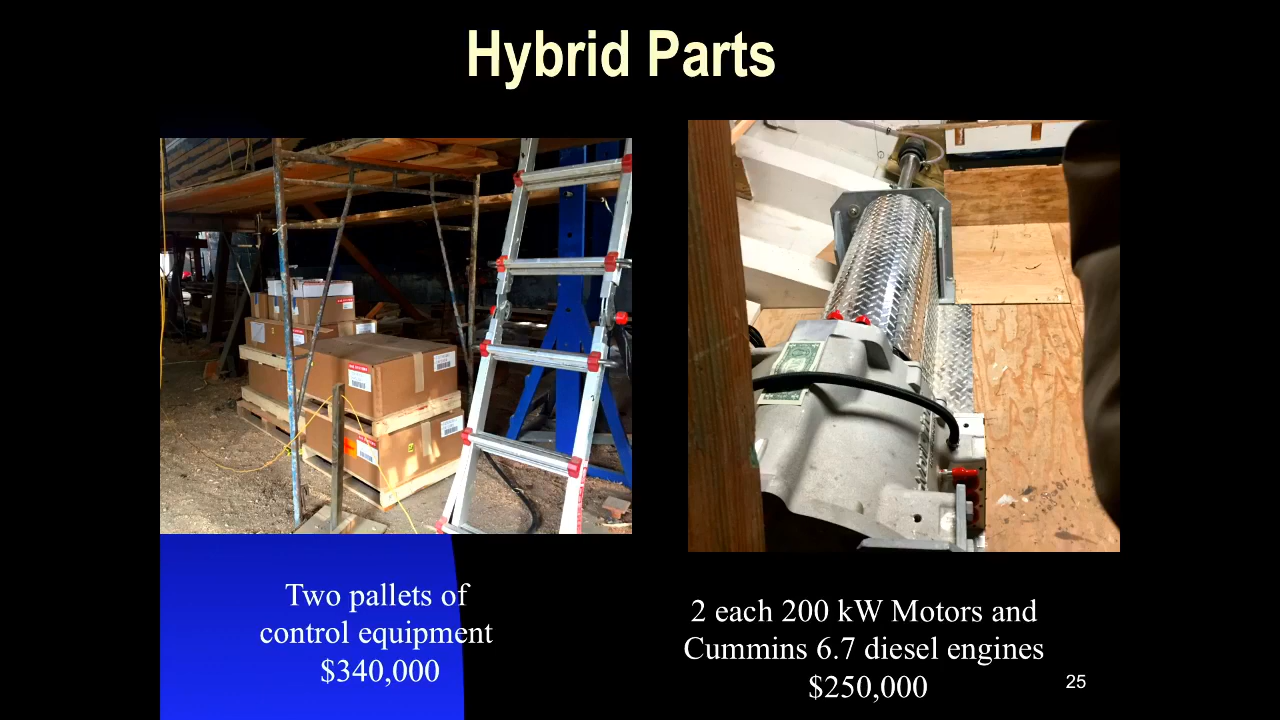 Hybrid Parts
Two pallets of
control equipment
$340,000
2 each 200 kW Motors and
Cummins 6.7 diesel engines
$250,000
25